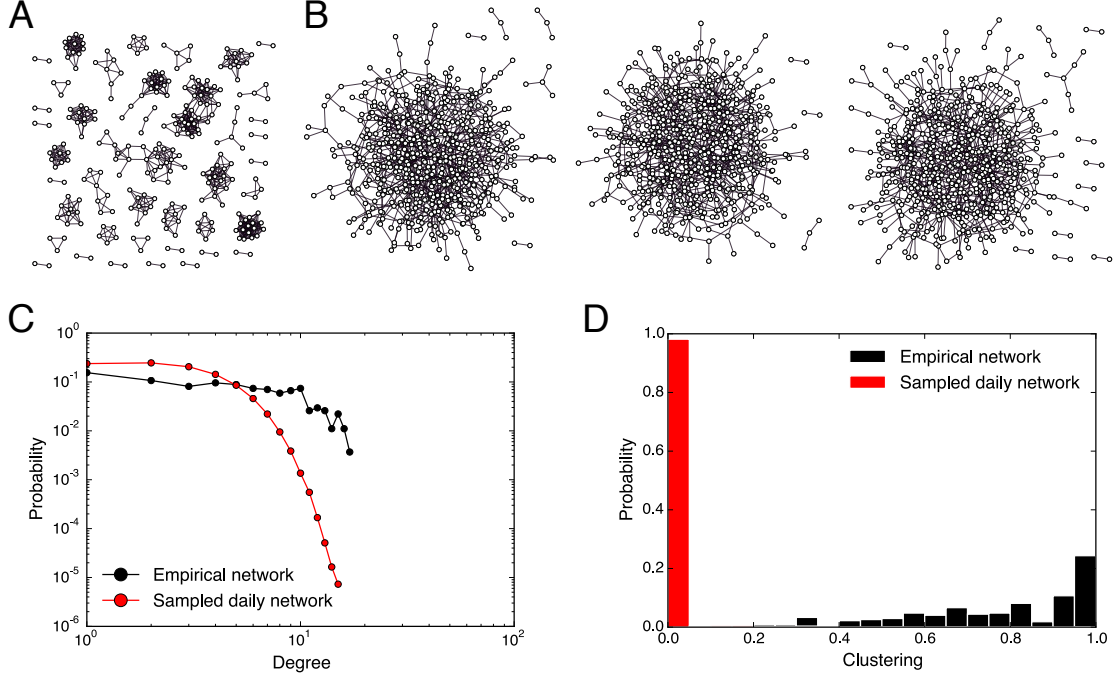 A
B
C
10^0
10^-1
10^-2
10^-3
10^-4
10^-5
10^-6
Probability
Empirical network
Sampled daily network
10^0
10^1
10^2
Degree
D
1.0
0.8
0.6
0.4
0.2
0.0
Probability
Empirical network
Sampled daily network
0.0
0.2
0.4
0.6
0.8
1.0
Clustering